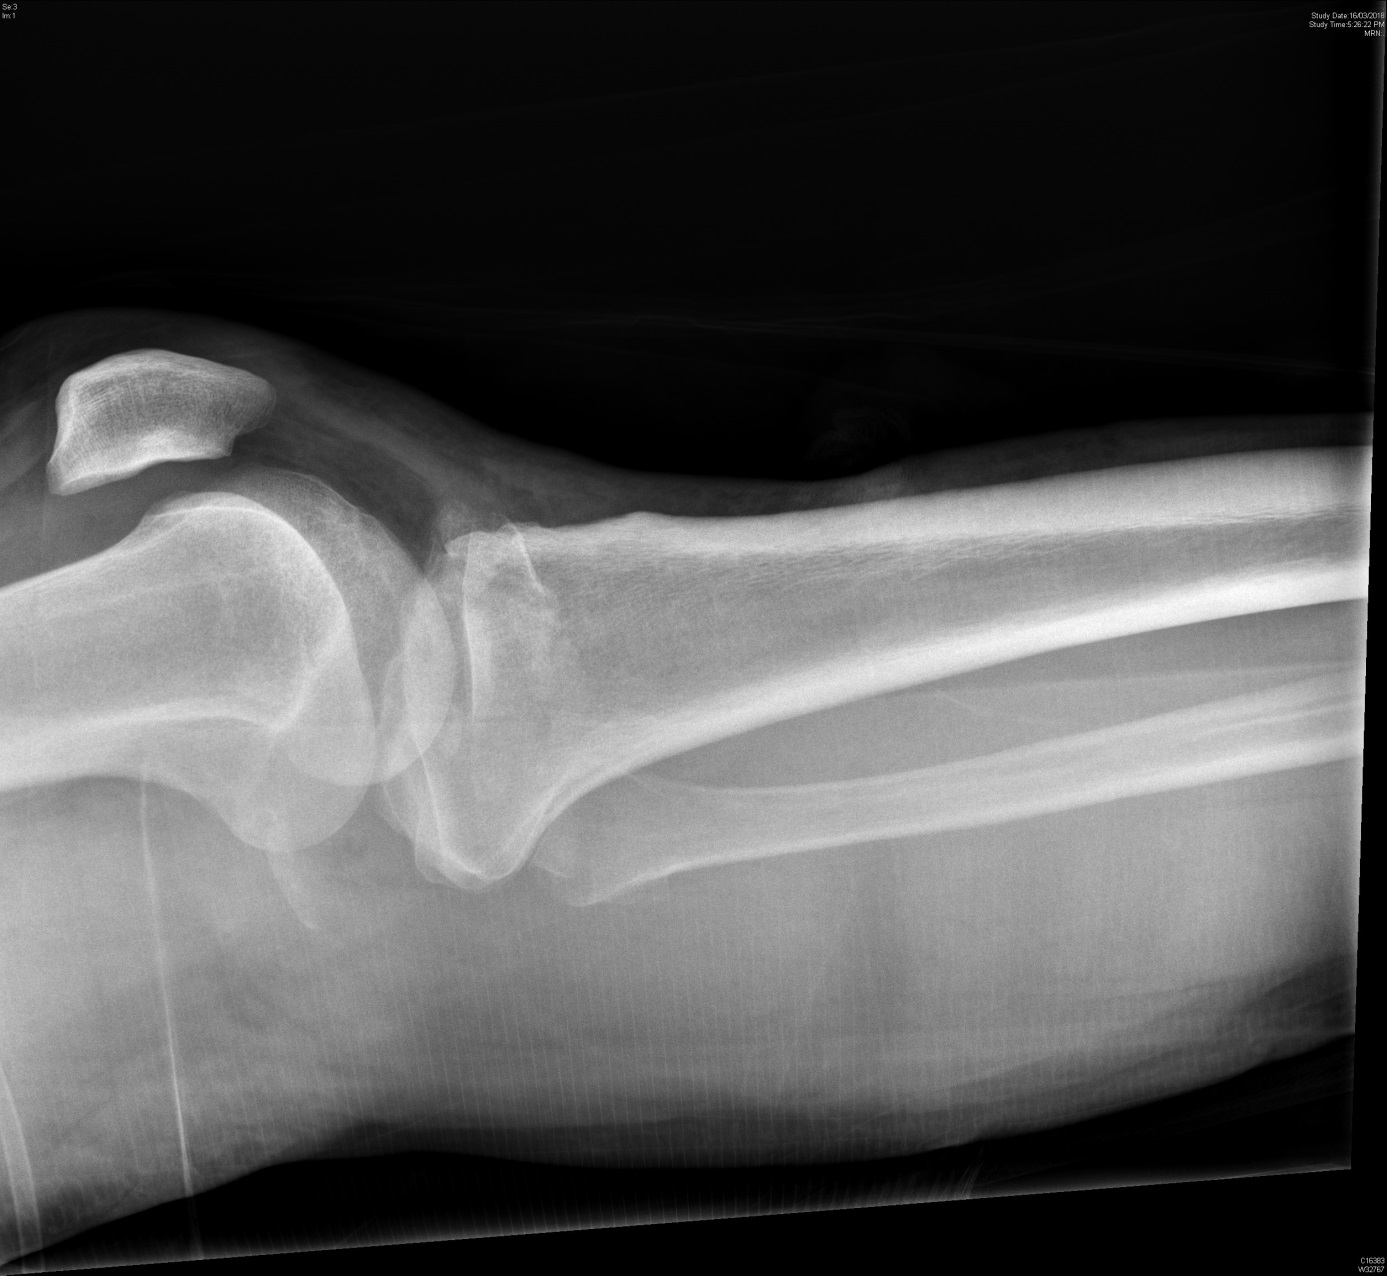 Se:3
Im:1
Study Date:16/03/2018
Study Time:5:26:22 PM
MRN:
C16383
W32767